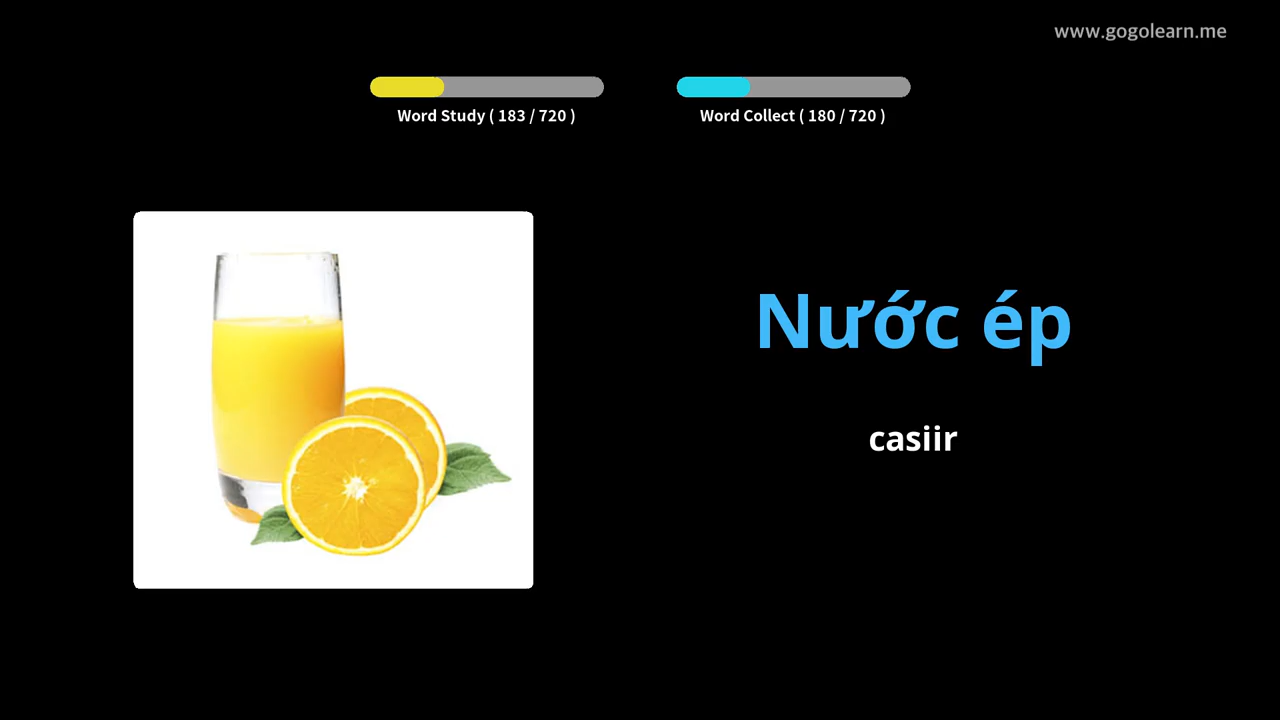 www.gogolearn.me
Word Study ( 183 / 720 )
Word Collect ( 180 / 720 )
Nước ép
casiir